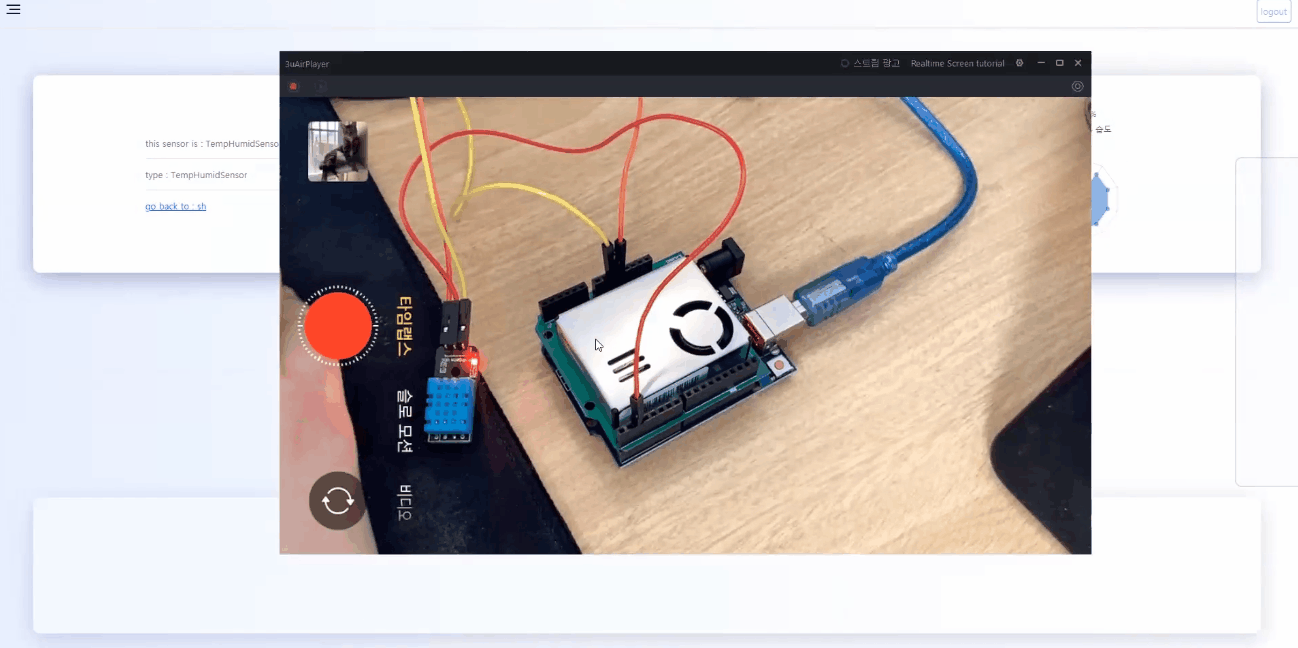 logout
3uAirPlayer
스트림 광고
Realtime Screen tutorial
this sensor is : TempHumidSenso
type : TempHumidSensor
go back to : sh
%
습도
타임랩스
슬로 모션
비디오